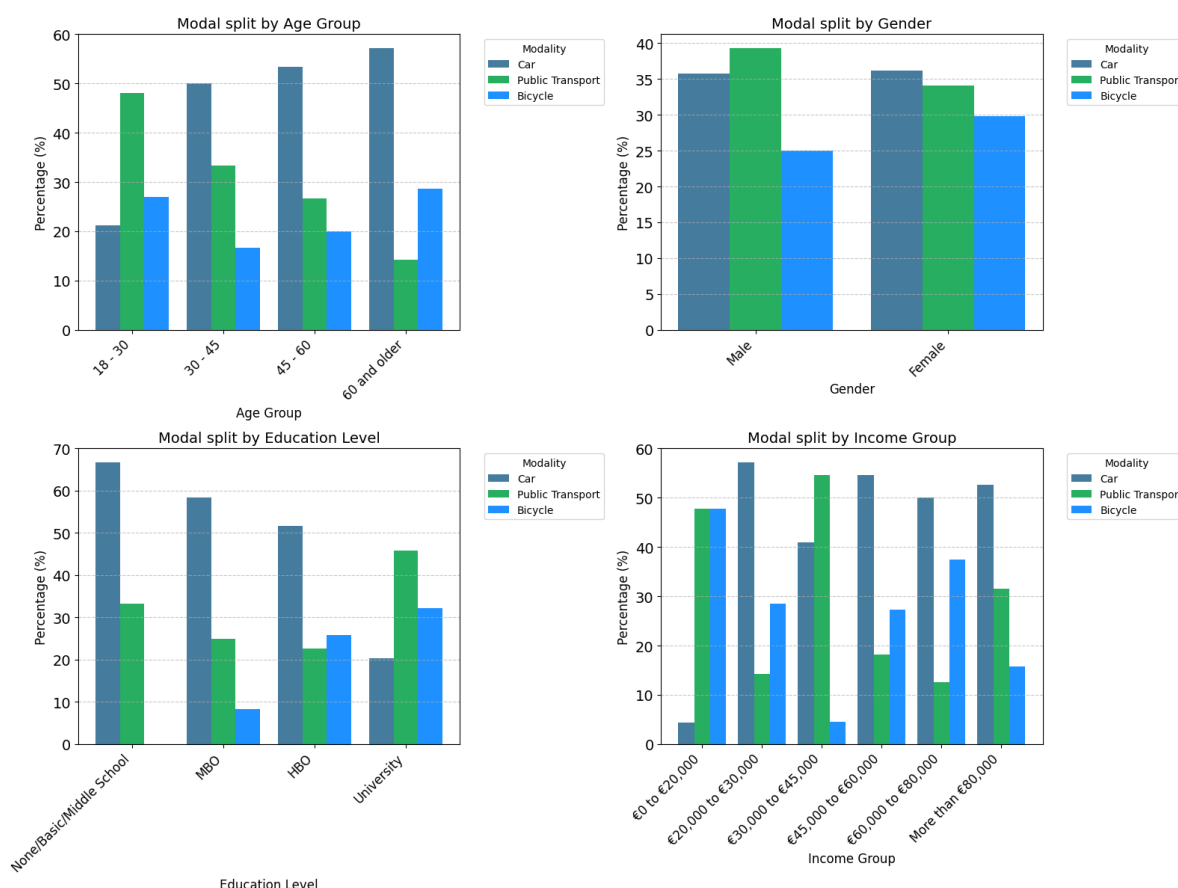 Modal split by Age Group
60
50
40
30
20
10
0
Percentage (%)
18 - 30
30 - 45
45 - 60
60 and older
Age Group
Modality
Car
Public Transport
Bicycle
Modal split by Gender
40
35
30
25
20
15
10
5
0
Percentage (%)
Male
Female
Gender
Modality
Car
Public Transport
Bicycle
Modal split by Education Level
70
60
50
40
30
20
10
0
Percentage (%)
None/Basic/Middle School
MBO
HBO
University
Education Level
Modality
Car
Public Transport
Bicycle
Modal split by Income Group
60
50
40
30
20
10
0
Percentage (%)
€0 to €20,000
€20,000 to €30,000
€30,000 to €45,000
€45,000 to €60,000
€60,000 to €80,000
More than €80,000
Income Group
Modality
Car
Public Transport
Bicycle